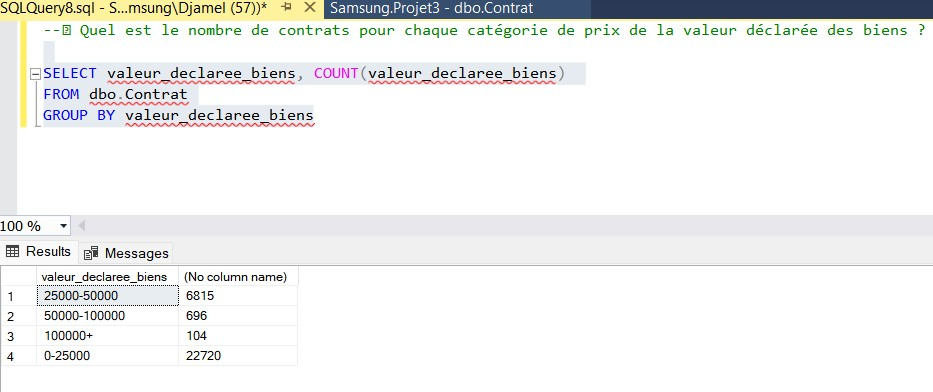 SQLQuery8.sql - S...msung\Djamel (57))*
Samsung.Projet3 - dbo.Contrat
-- Quel est le nombre de contrats pour chaque catégorie de prix de la valeur déclarée des biens ?
SELECT valeur_declaree_biens, COUNT(valeur_declaree_biens)
FROM dbo.Contrat
GROUP BY valeur_declaree_biens
100 %
Results Messages
valeur_declaree_biens (No column name)
1 25000-50000 6815
2 50000-100000 696
3 100000+ 104
4 0-25000 22720